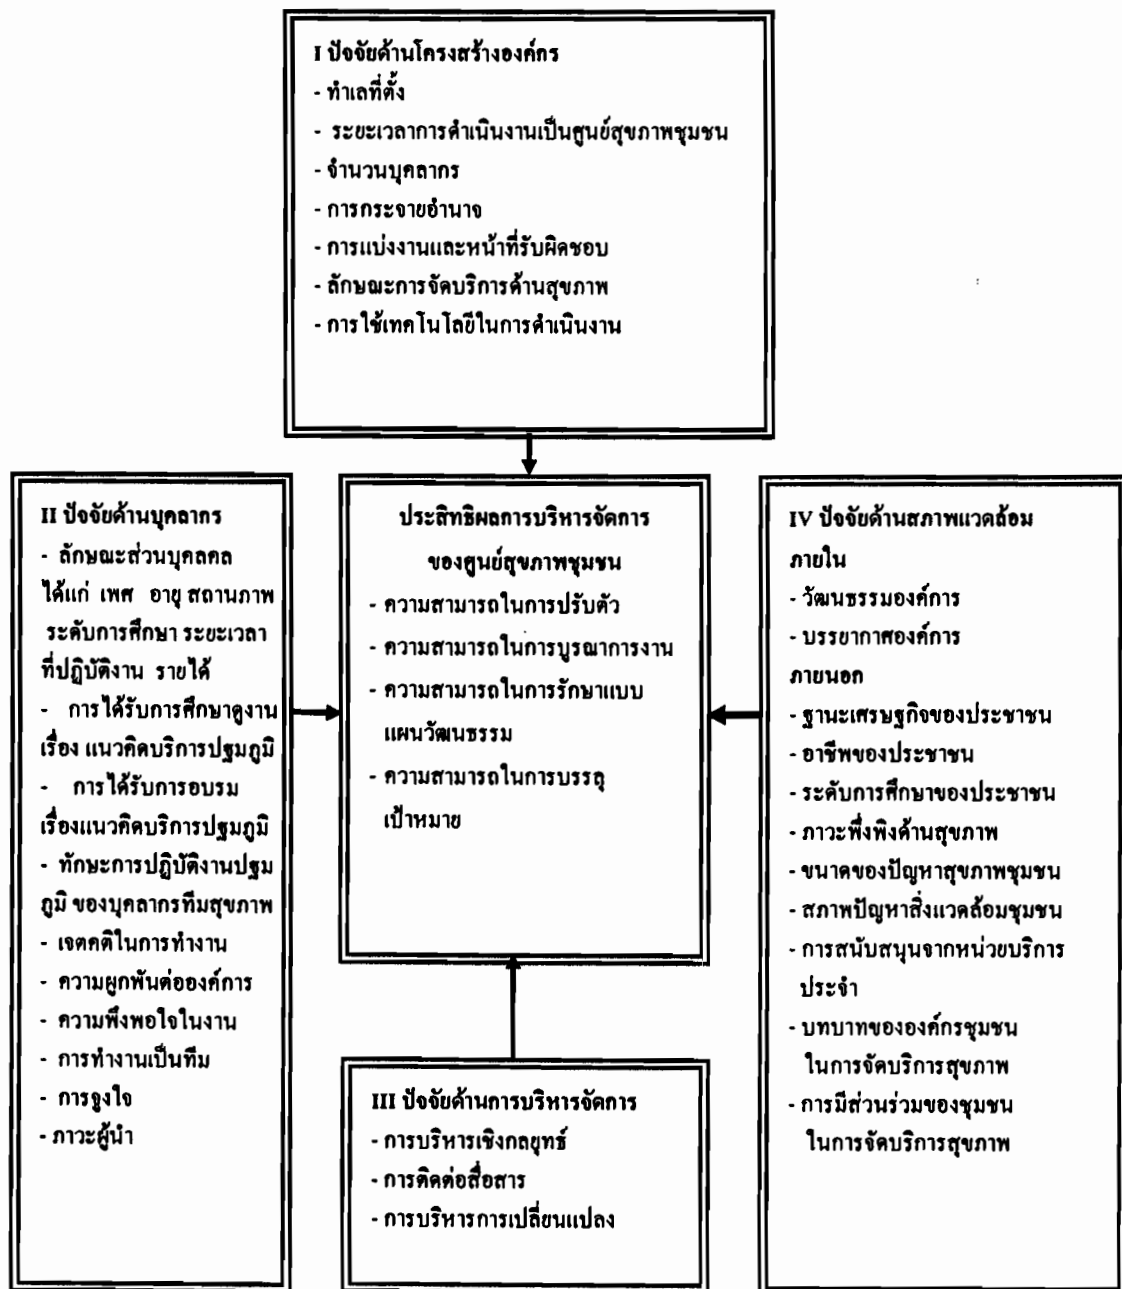 I ปัจจัยด้านโครงสร้างองค์กร
- ทำเลที่ตั้ง
- ระยะเวลาการดำเนินงานเป็นศูนย์สุขภาพชุมชน
- จำนวนบุคลากร
- การกระจายอำนาจ
- การแบ่งงานและหน้าที่รับผิดชอบ
- ลักษณะการจัดบริการด้านสุขภาพ
- การใช้เทคโนโลยีในการดำเนินงาน
II ปัจจัยด้านบุคลากร
- ลักษณะส่วนบุคลคล
ได้แก่ เพศ อายุ สถานภาพ
ระดับการศึกษา ระยะเวลา
ที่ปฏิบัติงาน รายได้
- การได้รับการศึกษาดูงาน
เรื่อง แนวคิดบริการปฐมภูมิ
- การได้รับการอบรม
เรื่องแนวคิดบริการปฐมภูมิ
- ทักษะการปฏิบัติงานปฐม
ภูมิ ของบุคลากรทีมสุขภาพ
- เจตคติในการทำงาน
- ความผูกพันต่อองค์การ
- ความพึงพอใจในงาน
- การทำงานเป็นทีม
- การจูงใจ
- ภาวะผู้นำ
ประสิทธิผลการบริหารจัดการ
ของศูนย์สุขภาพชุมชน
- ความสามารถในการปรับตัว
- ความสามารถในการบูรณาการงาน
- ความสามารถในการรักษาแบบ
แผนวัฒนธรรม
- ความสามารถในการบรรลุ
เป้าหมาย
III ปัจจัยด้านการบริหารจัดการ
- การบริหารเชิงกลยุทธ์
- การติดต่อสื่อสาร
- การบริหารการเปลี่ยนแปลง
IV ปัจจัยด้านสภาพแวดล้อม
ภายใน
- วัฒนธรรมองค์การ
- บรรยากาศองค์การ
ภายนอก
- ฐานะเศรษฐกิจของประชาชน
- อาชีพของประชาชน
- ระดับการศึกษาของประชาชน
- ภาวะพึ่งพิงด้านสุขภาพ
- ขนาดของปัญหาสุขภาพชุมชน
- สภาพปัญหาสิ่งแวดล้อมชุมชน
- การสนับสนุนจากหน่วยบริการ
ประจำ
- บทบาทขององค์กรชุมชน
ในการจัดบริการสุขภาพ
- การมีส่วนร่วมของชุมชน
ในการจัดบริการสุขภาพ